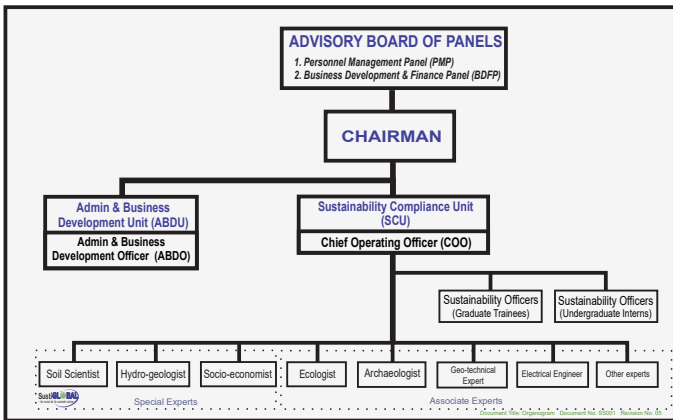 ADVISORY BOARD OF PANELS
1. Personnel Management Panel (PMP)
2. Business Development & Finance Panel (BDFP)
CHAIRMAN
Admin & Business
Development Unit (ABDU)
Admin & Business
Development Officer (ABDO)
Sustainability Compliance Unit
(SCU)
Chief Operating Officer (COO)
Sustainability Officers
(Graduate Trainees)
Sustainability Officers
(Undergraduate Interns)
Soil Scientist
Hydro-geologist
Socio-economist
Ecologist
Archaeologist
Geo-technical
Expert
Electrical Engineer
Other experts
SustiGLOBAL
Special Experts
Associate Experts
Document Title: Organogram Document No. SS001 Revision No. 05